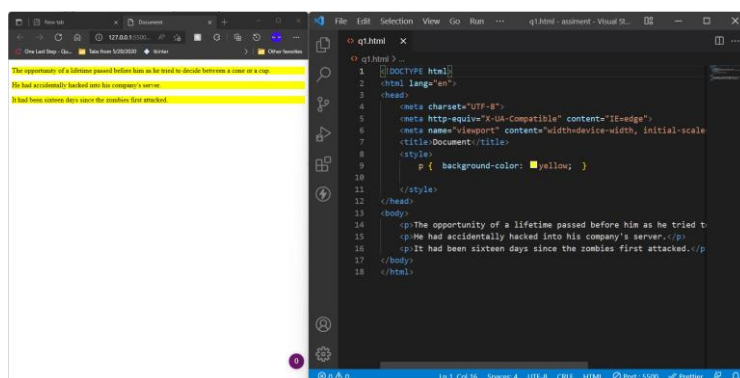 New tab
Document
127.0.0.1:5500...
One Last Step - Qu...
Tabs from 5/20/2020
Winter
Other favorites
The opportunity of a lifetime passed before him as he tried to decide between a cone or a cup.
He had accidentally hacked into his company's server.
It had been sixteen days since the zombies first attacked.
0
File Edit Selection View Go Run ... q1.html - assiment - Visual St...
q1.html
q1.html > ...
1 <!DOCTYPE html>
2 <html lang="en">
3 <head>
4 <meta charset="UTF-8">
5 <meta http-equiv="X-UA-Compatible" content="IE=edge">
6 <meta name="viewport" content="width=device-width, initial-scale
7 <title>Document</title>
8 <style>
9 p { background-color: yellow; }
10
11 </style>
12 </head>
13 <body>
14 <p>The opportunity of a lifetime passed before him as he tried t
15 <p>He had accidentally hacked into his company's server.</p>
16 <p>It had been sixteen days since the zombies first attacked.</p
17 </body>
18 </html>
0 0 Ln 1, Col 16 Spaces: 4 UTF-8 CRLF HTML Port : 5500 Prettier